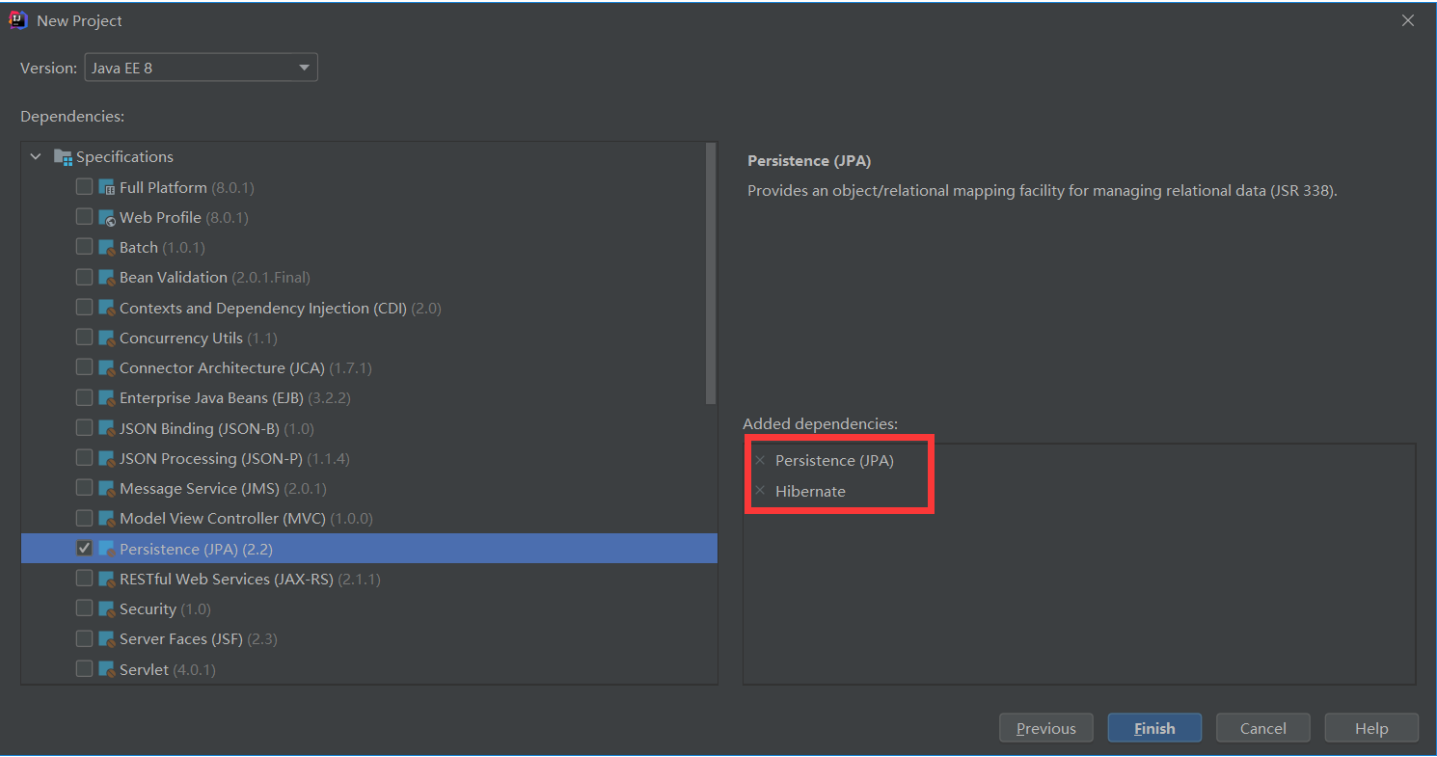 New Project
Version: Java EE 8
Dependencies:
Specifications
Full Platform (8.0.1)
Web Profile (8.0.1)
Batch (1.0.1)
Bean Validation (2.0.1.Final)
Contexts and Dependency Injection (CDI) (2.0)
Concurrency Utils (1.1)
Connector Architecture (JCA) (1.7.1)
Enterprise Java Beans (EJB) (3.2.2)
JSON Binding (JSON-B) (1.0)
JSON Processing (JSON-P) (1.1.4)
Message Service (JMS) (2.0.1)
Model View Controller (MVC) (1.0.0)
Persistence (JPA) (2.2)
RESTful Web Services (JAX-RS) (2.1.1)
Security (1.0)
Server Faces (JSF) (2.3)
Servlet (4.0.1)
Persistence (JPA)
Provides an object/relational mapping facility for managing relational data (JSR 338).
Added dependencies:
Persistence (JPA)
Hibernate
Previous Finish Cancel Help